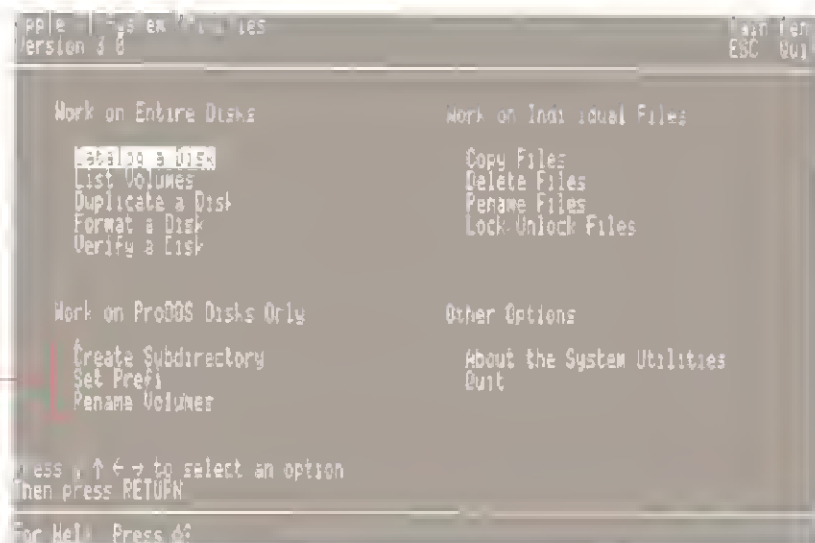 Version 3.0
ESC Quit
Work on Entire Disks
Catalog a Disk
List Volumes
Duplicate a Disk
Format a Disk
Verify a Disk
Work on Individual Files
Copy Files
Delete Files
Rename Files
Lock/Unlock Files
Work on ProDOS Disks Only
Create Subdirectory
Set Prefix
Rename Volumes
Other Options
About the System Utilities
Quit
Press ↓ ↑ ← → to select an option
Then press RETURN
For Help Press